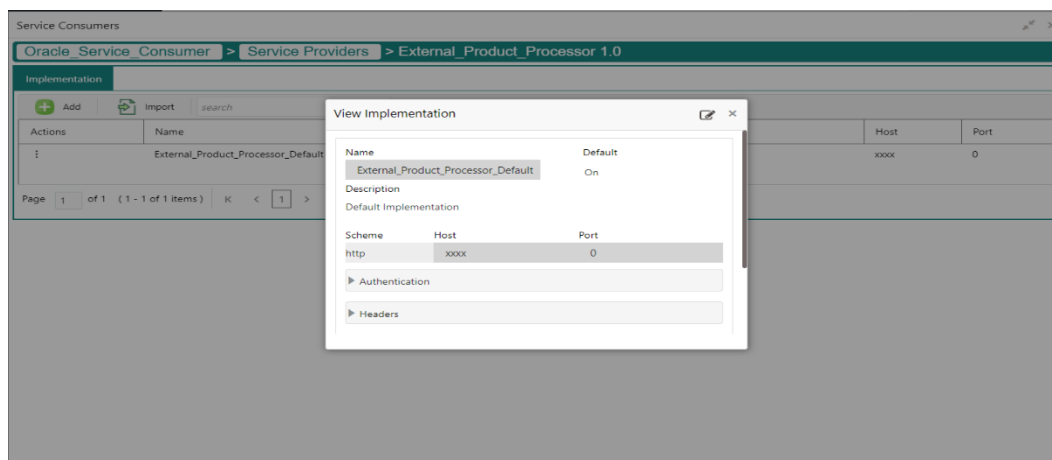 Service Consumers
Oracle_Service_Consumer > Service Providers > External_Product_Processor 1.0
Implementation
Add Import search
Actions Name Host Port
External_Product_Processor_Default xxxx 0
Page 1 of 1 (1 - 1 of 1 items) K < 1 >
View Implementation ×
Name Default
External_Product_Processor_Default On
Description
Default Implementation
Scheme Host Port
http xxxx 0
Authentication
Headers